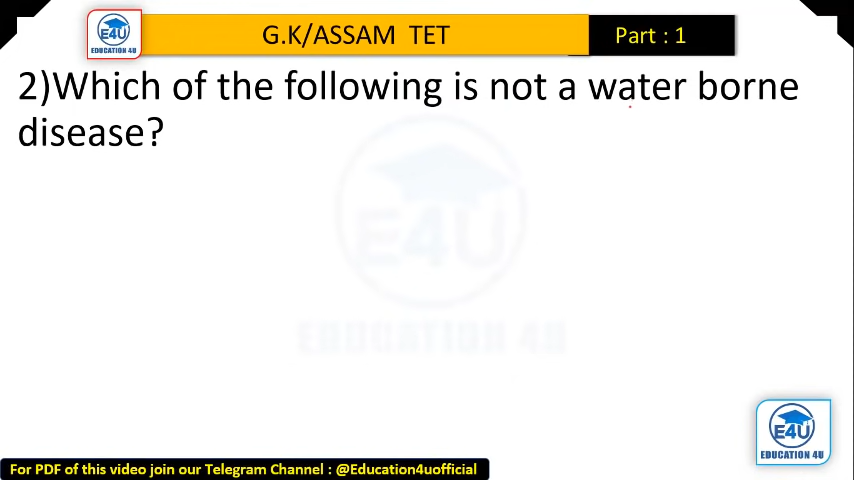 E4U
EDUCATION 4U
G.K/ASSAM TET
Part : 1
2)Which of the following is not a water borne
disease?
E4U
EDUCATION 4U
E4U
EDUCATION 4U
For PDF of this video join our Telegram Channel : @Education4uofficial